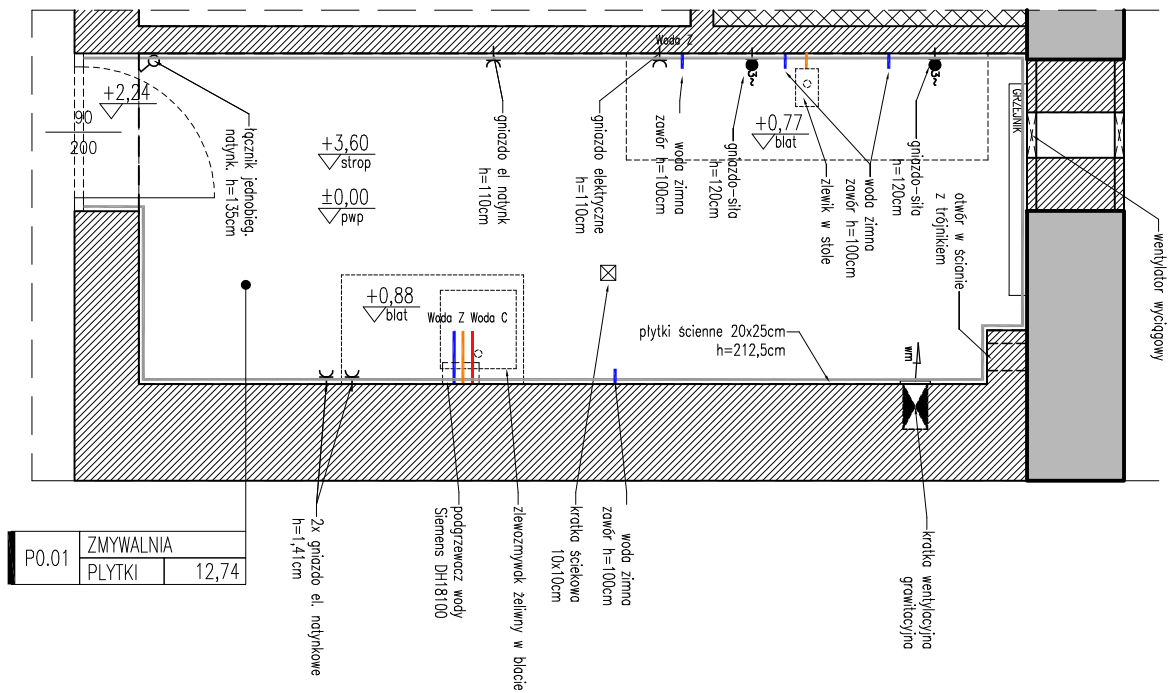 Woda Z
+2,24
90
200
łącznik jednobieg.
natynk. h=135cm
+3,60
strop
±0,00
pwp
gniazdo el natynk
h=110cm
gniazdo elektryczne
h=110cm
woda zimna
zawór h=100cm
3~
gniazdo-siła
h=120cm
+0,77
blat
zlewik w stole
woda zimna
zawór h=100cm
3~
gniazdo-siła
h=120cm
otwór w ścianie
z trójnikiem
GRZEJNIK
wentylator wyciągowy
+0,88
blat
Woda Z Woda C
płytki ścienne 20x25cm
h=212,5cm
wm
P0.01
ZMYWALNIA
PLYTKI
12,74
2x gniazdo el. natynkowe
h=1,41cm
podgrzewacz wody
Siemens DH18100
zlewozmywak żeliwny w blacie
kratka ściekowa
10x10cm
woda zimna
zawór h=100cm
kratka wentylacyjna
grawitacyjna